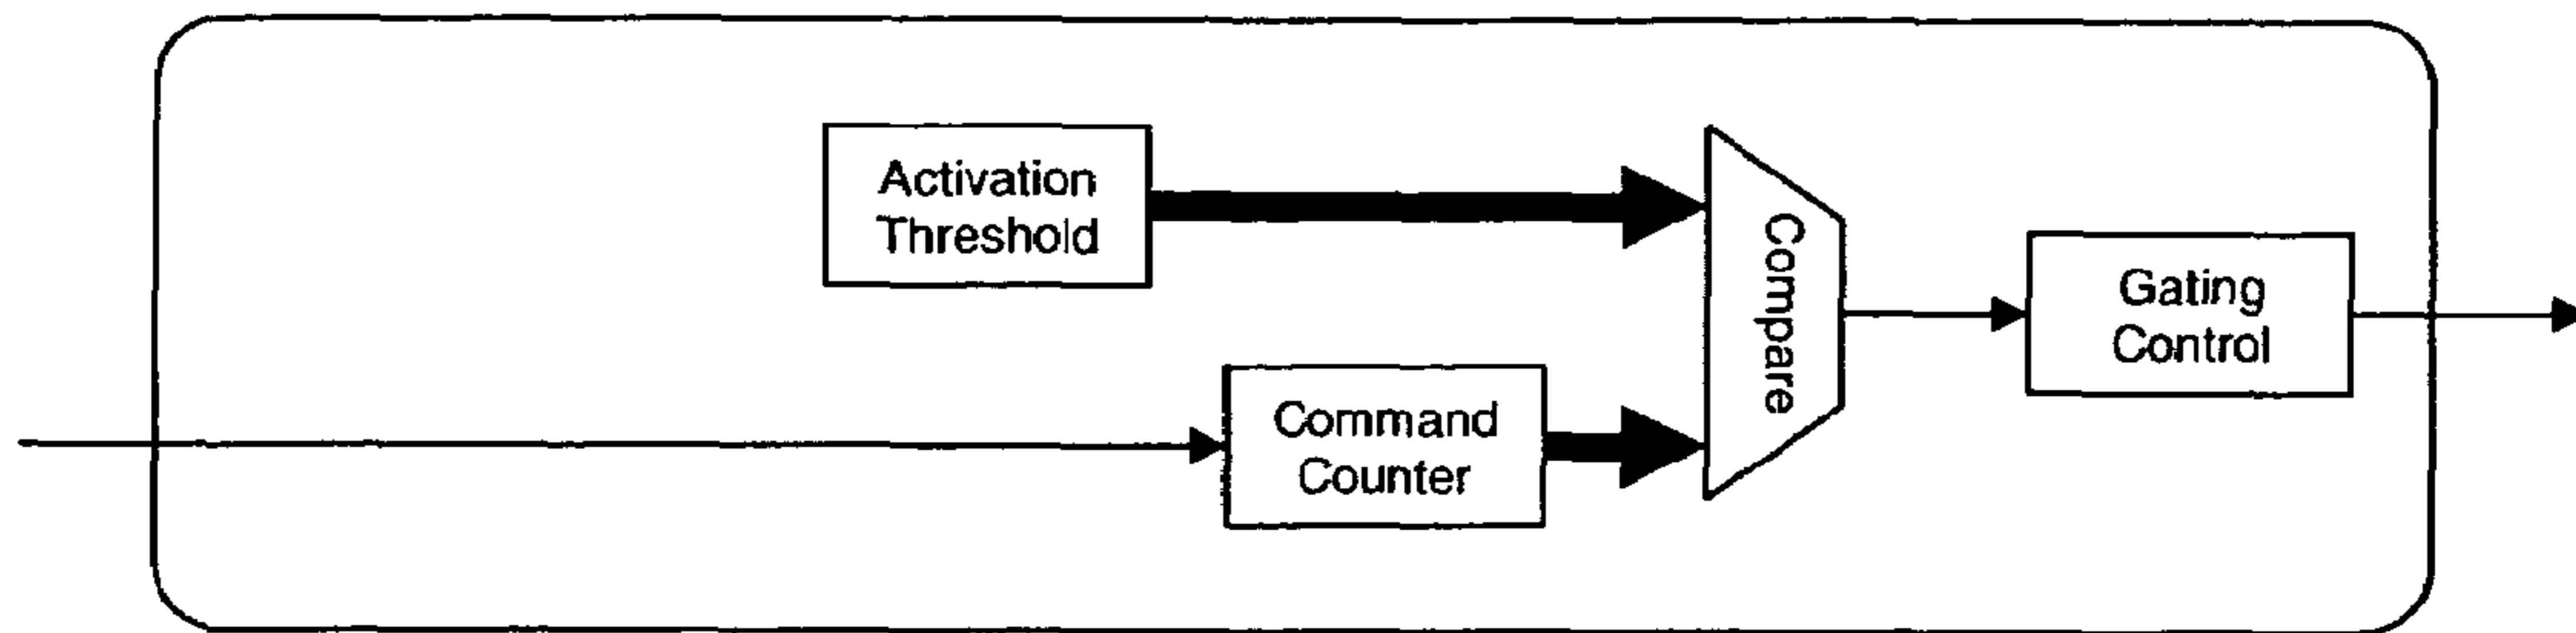 Activation
Threshold
Compare
Gating
Control
Command
Counter